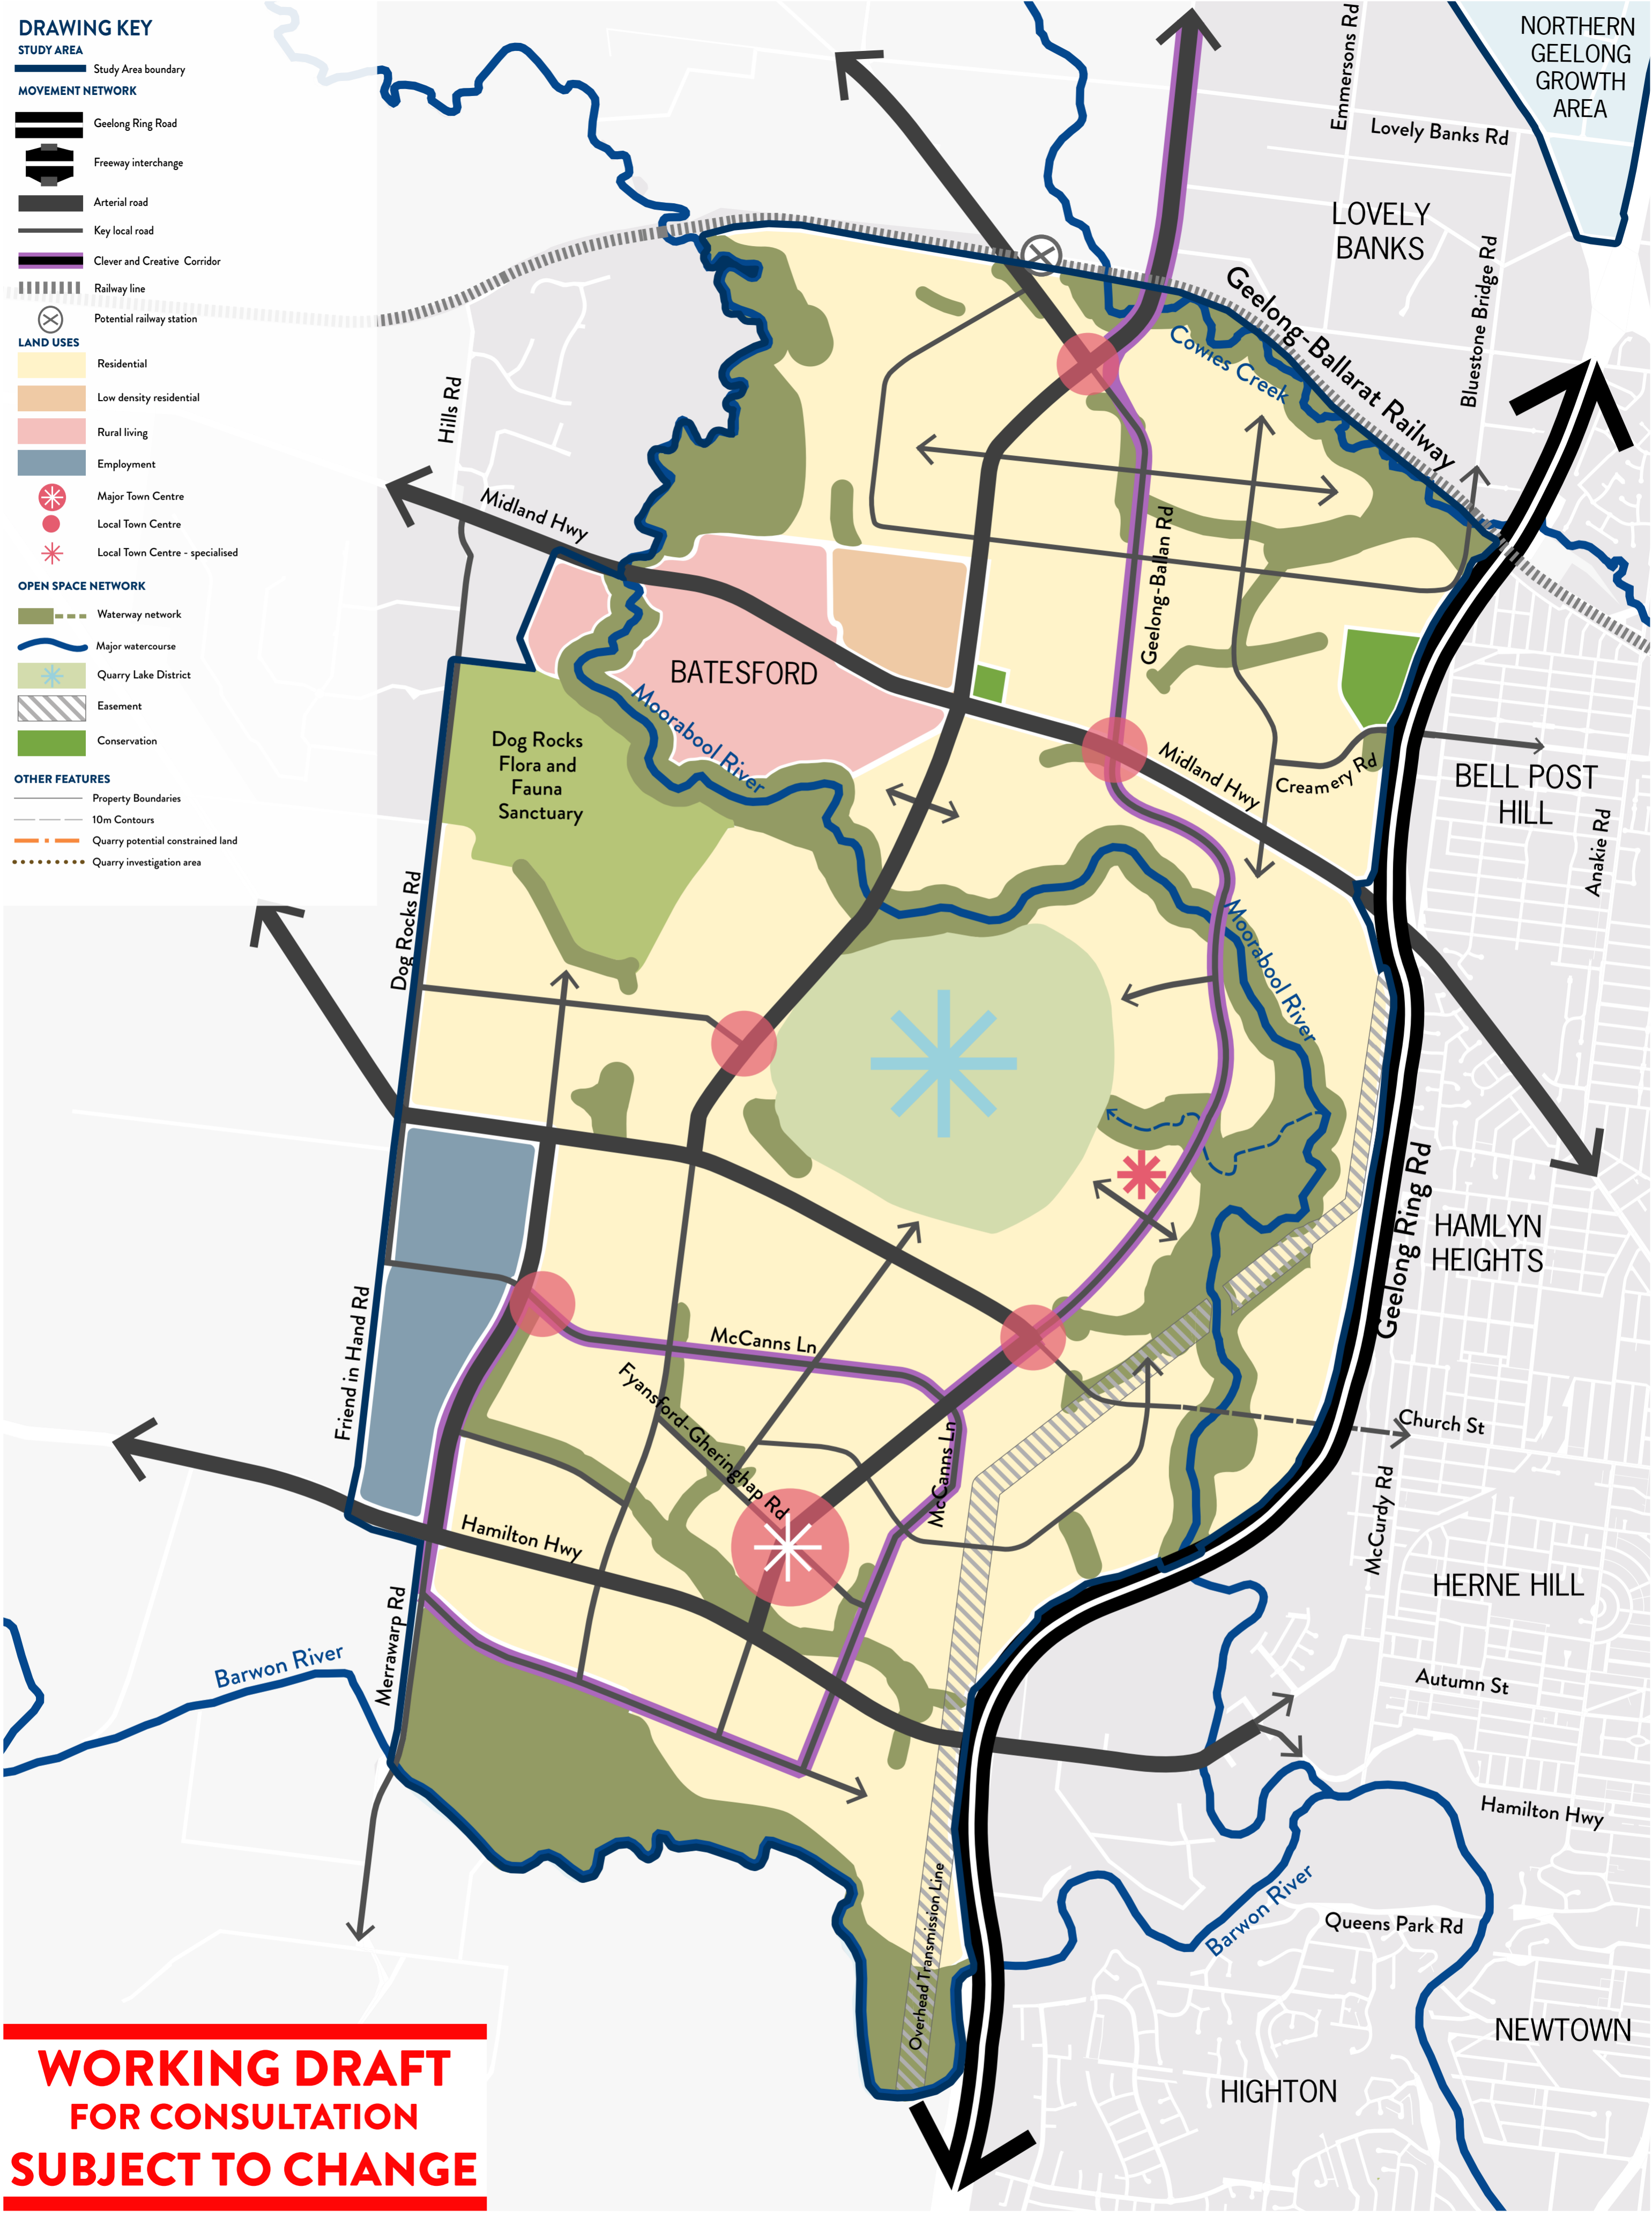 DRAWING KEY
STUDY AREA
Study Area boundary
MOVEMENT NETWORK
Geelong Ring Road
Freeway interchange
Arterial road
Key local road
Clever and Creative Corridor
Railway line
Potential railway station
LAND USES
Residential
Low density residential
Rural living
Employment
Major Town Centre
Local Town Centre
Local Town Centre - specialised
OPEN SPACE NETWORK
Waterway network
Major watercourse
Quarry Lake District
Easement
Conservation
OTHER FEATURES
Property Boundaries
10m Contours
Quarry potential constrained land
Quarry investigation area
NORTHERN
GEELONG
GROWTH
AREA
Emmersons Rd
Lovely Banks Rd
LOVELY
BANKS
Bluestone Bridge Rd
Geelong-Ballarat Railway
Cowies Creek
Hills Rd
Midland Hwy
Geelong-Ballan Rd
BATESFORD
Moorabool River
Dog Rocks
Flora and
Fauna
Sanctuary
Midland Hwy
Creamery Rd
BELL POST
HILL
Anakie Rd
Dog Rocks Rd
Moorabool River
Geelong Ring Rd
HAMLYN
HEIGHTS
Friend in Hand Rd
McCanns Ln
Fyansford-Gheringhap Rd
McCanns Ln
Church St
McCurdy Rd
Hamilton Hwy
HERNE HILL
Merrawarp Rd
Barwon River
Autumn St
Hamilton Hwy
Barwon River
Queens Park Rd
Overhead Transmission Line
NEWTOWN
HIGHTON
WORKING DRAFT
FOR CONSULTATION
SUBJECT TO CHANGE